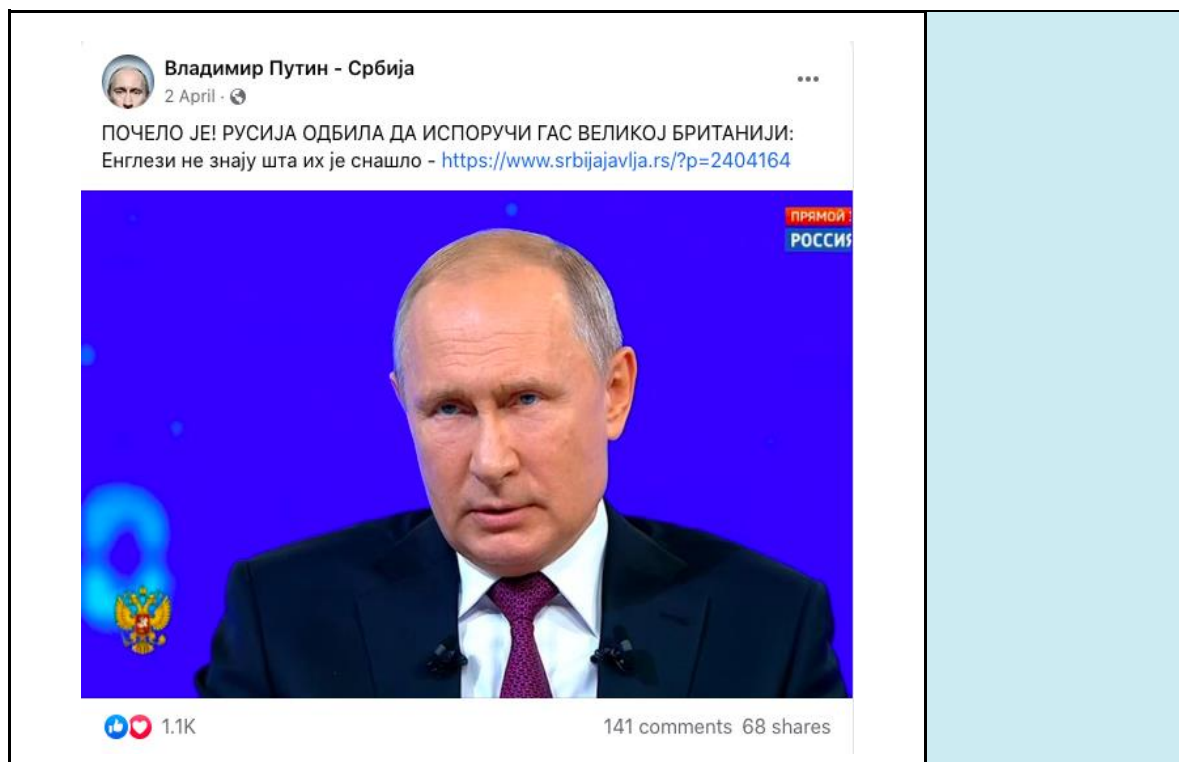 Владимир Путин - Србија
2 April
ПОЧЕЛО ЈЕ! РУСИЈА ОДБИЛА ДА ИСПОРУЧИ ГАС ВЕЛИКОЈ БРИТАНИЈИ:
Енглези не знају шта их је снашло - https://www.srbijajavlja.rs/?p=2404164
ПРЯМОЙ
РОССИЯ
1.1K
141 comments 68 shares